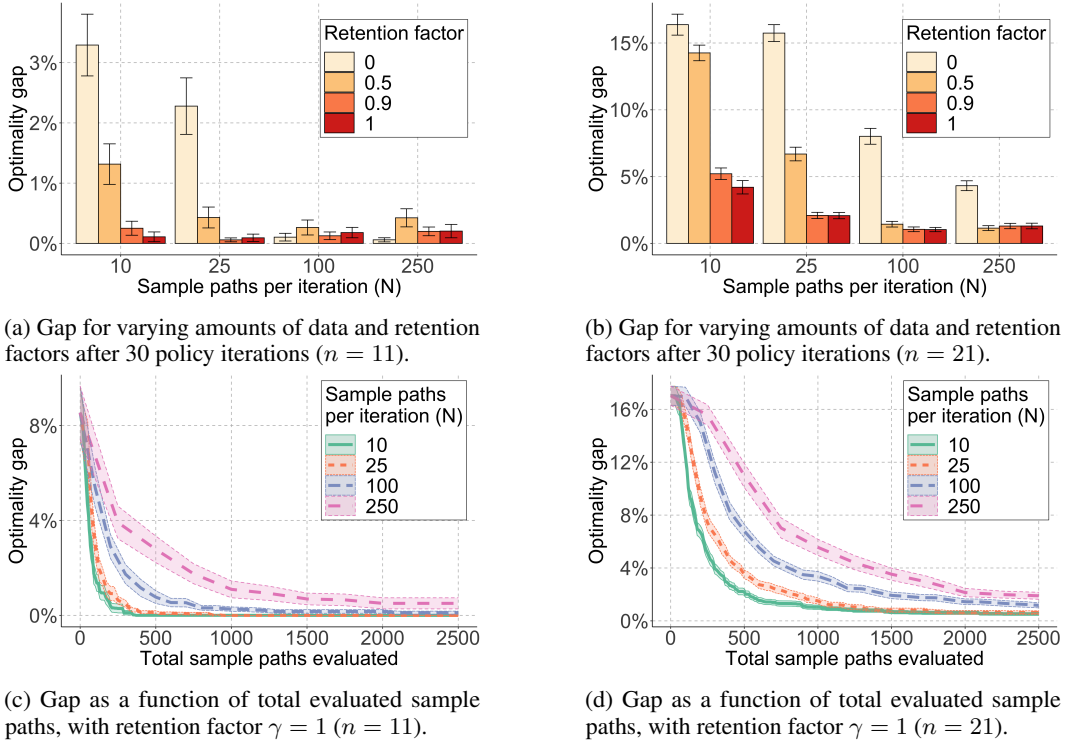 Optimality gap
3%
2%
1%
0%
Retention factor
0
0.5
0.9
1
10 25 100 250
Sample paths per iteration (N)
(a) Gap for varying amounts of data and retention
factors after 30 policy iterations (n = 11).
Optimality gap
15%
10%
5%
0%
Retention factor
0
0.5
0.9
1
10 25 100 250
Sample paths per iteration (N)
(b) Gap for varying amounts of data and retention
factors after 30 policy iterations (n = 21).
Optimality gap
8%
4%
0%
Sample paths
per iteration (N)
10
25
100
250
0 500 1000 1500 2000 2500
Total sample paths evaluated
(c) Gap as a function of total evaluated sample
paths, with retention factor γ = 1 (n = 11).
Optimality gap
16%
12%
8%
4%
0%
Sample paths
per iteration (N)
10
25
100
250
0 500 1000 1500 2000 2500
Total sample paths evaluated
(d) Gap as a function of total evaluated sample
paths, with retention factor γ = 1 (n = 21).